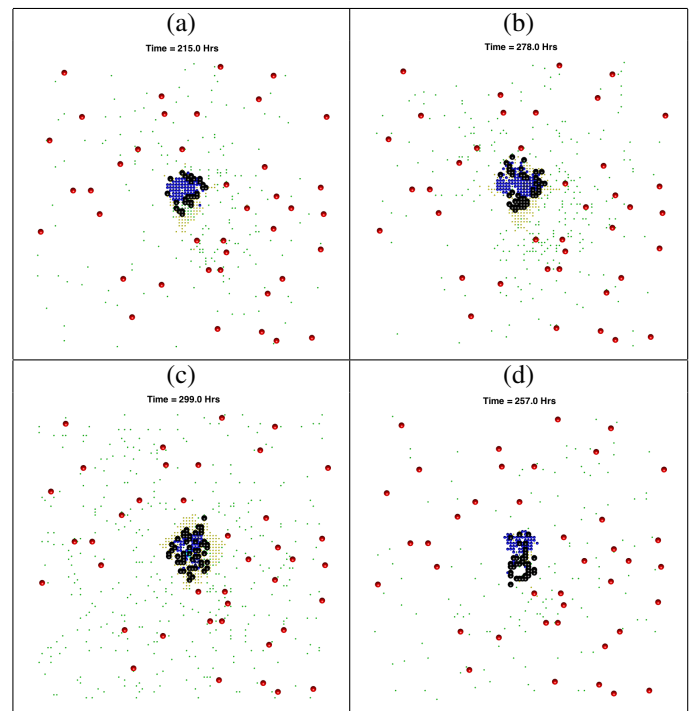 (a)
Time = 215.0 Hrs
(b)
Time = 278.0 Hrs
(c)
Time = 299.0 Hrs
(d)
Time = 257.0 Hrs